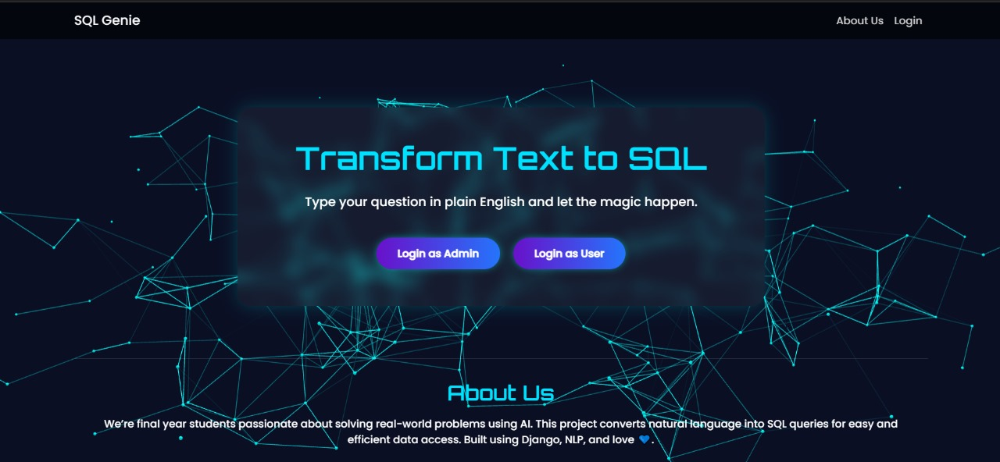 SQL Genie
About Us Login
Transform Text to SQL
Type your question in plain English and let the magic happen.
Login as Admin Login as User
About Us
We’re final year students passionate about solving real-world problems using AI. This project converts natural language into SQL queries for easy and
efficient data access. Built using Django, NLP, and love 💙.